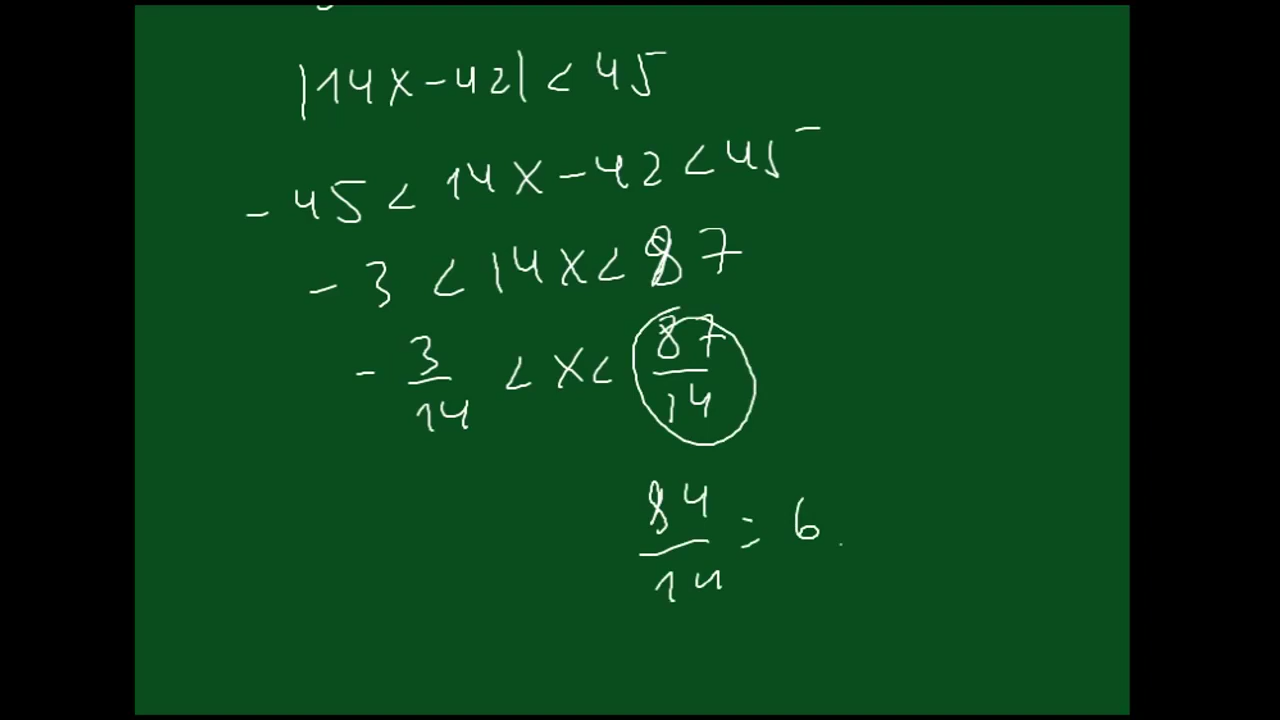 |14x-42| < 45
-45 < 14x - 42 < 45
-3 < 14x < 87
-3/14 < x < 87/14
84/14 = 6